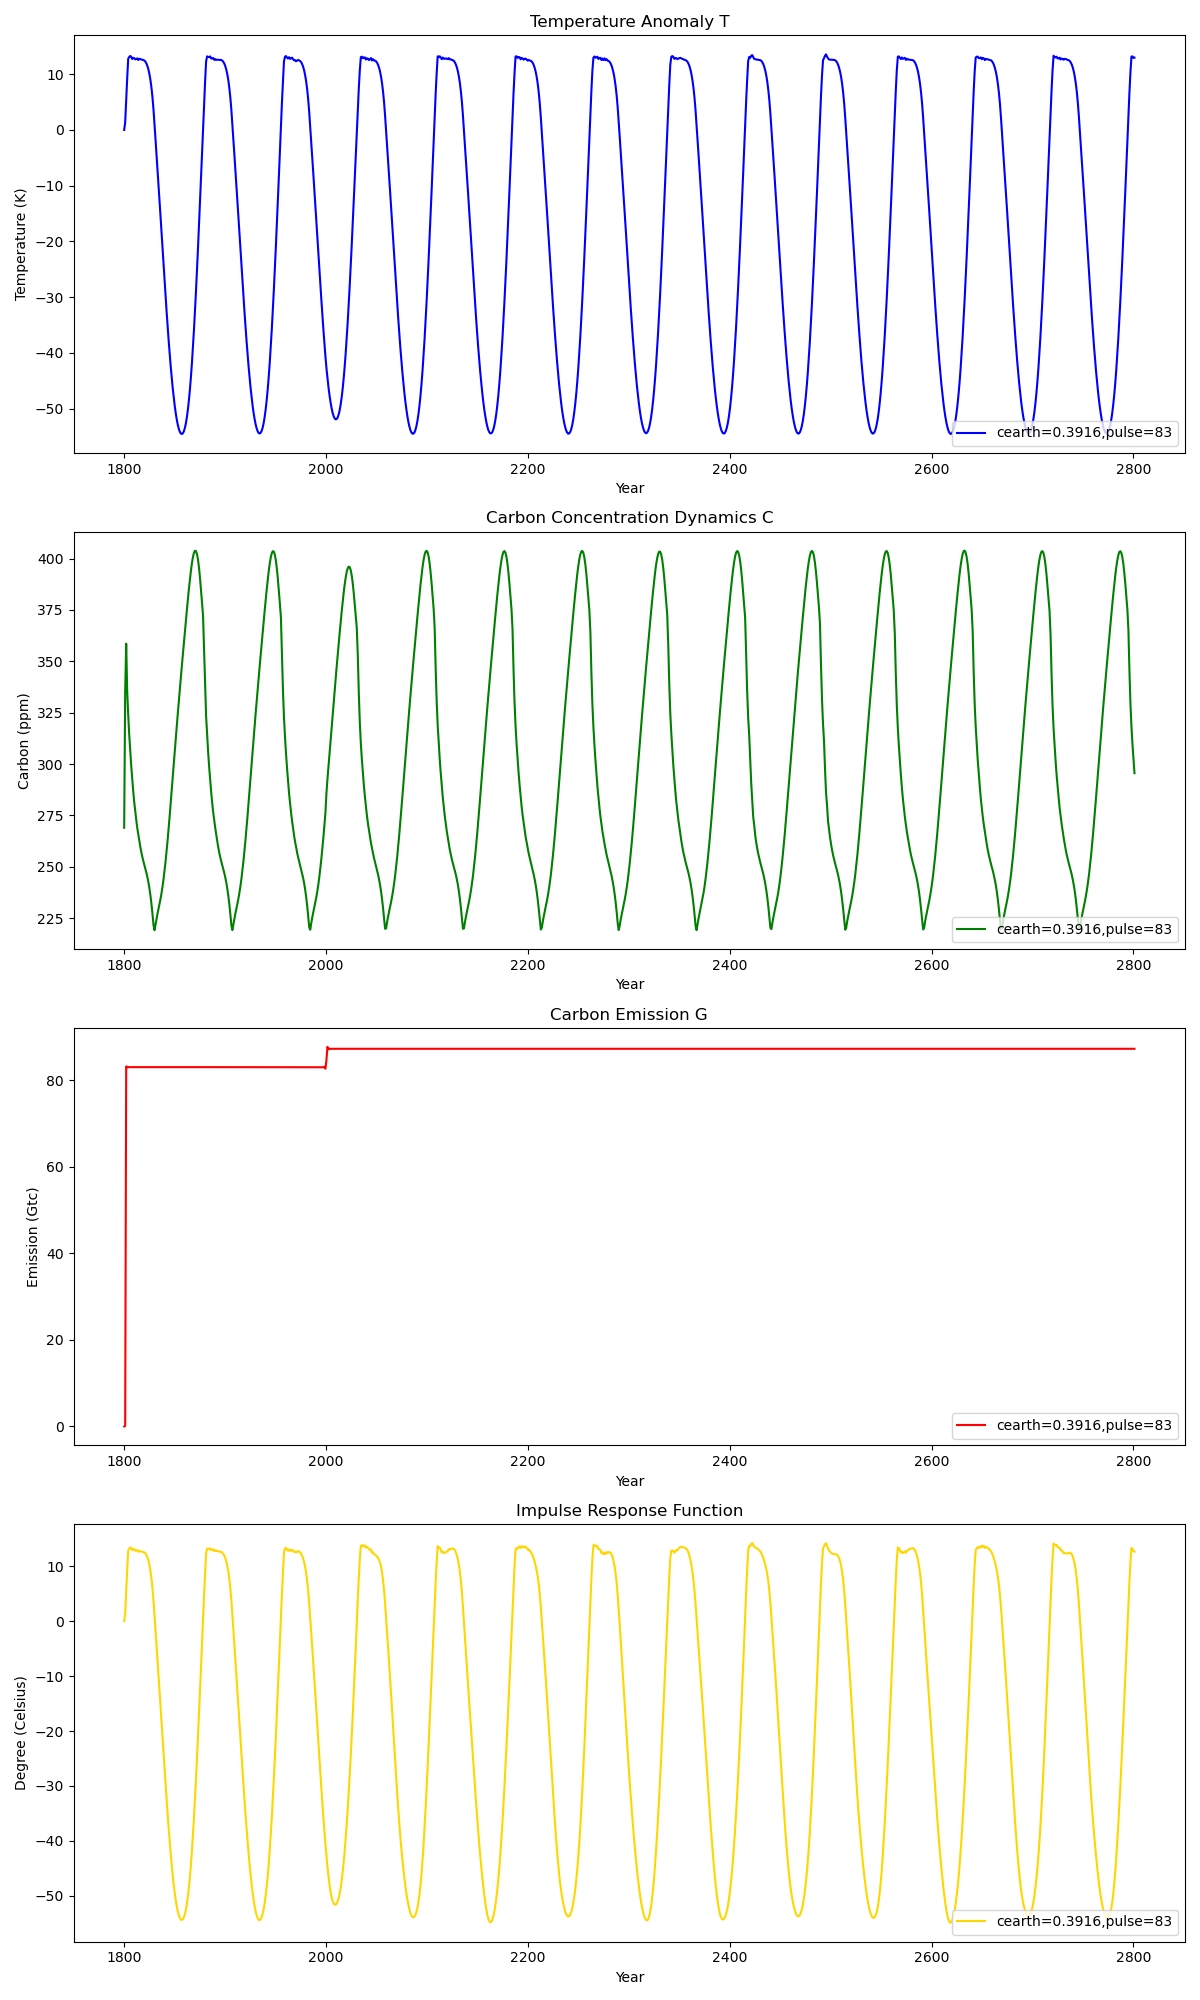 Temperature Anomaly T
Temperature (K)
10
0
−10
−20
−30
−40
−50
cearth=0.3916,pulse=83
1800 2000 2200 2400 2600 2800
Year
Carbon Concentration Dynamics C
Carbon (ppm)
400
375
350
325
300
275
250
225
cearth=0.3916,pulse=83
1800 2000 2200 2400 2600 2800
Year
Carbon Emission G
Emission (Gtc)
80
60
40
20
0
cearth=0.3916,pulse=83
1800 2000 2200 2400 2600 2800
Year
Impulse Response Function
Degree (Celsius)
10
0
−10
−20
−30
−40
−50
cearth=0.3916,pulse=83
1800 2000 2200 2400 2600 2800
Year